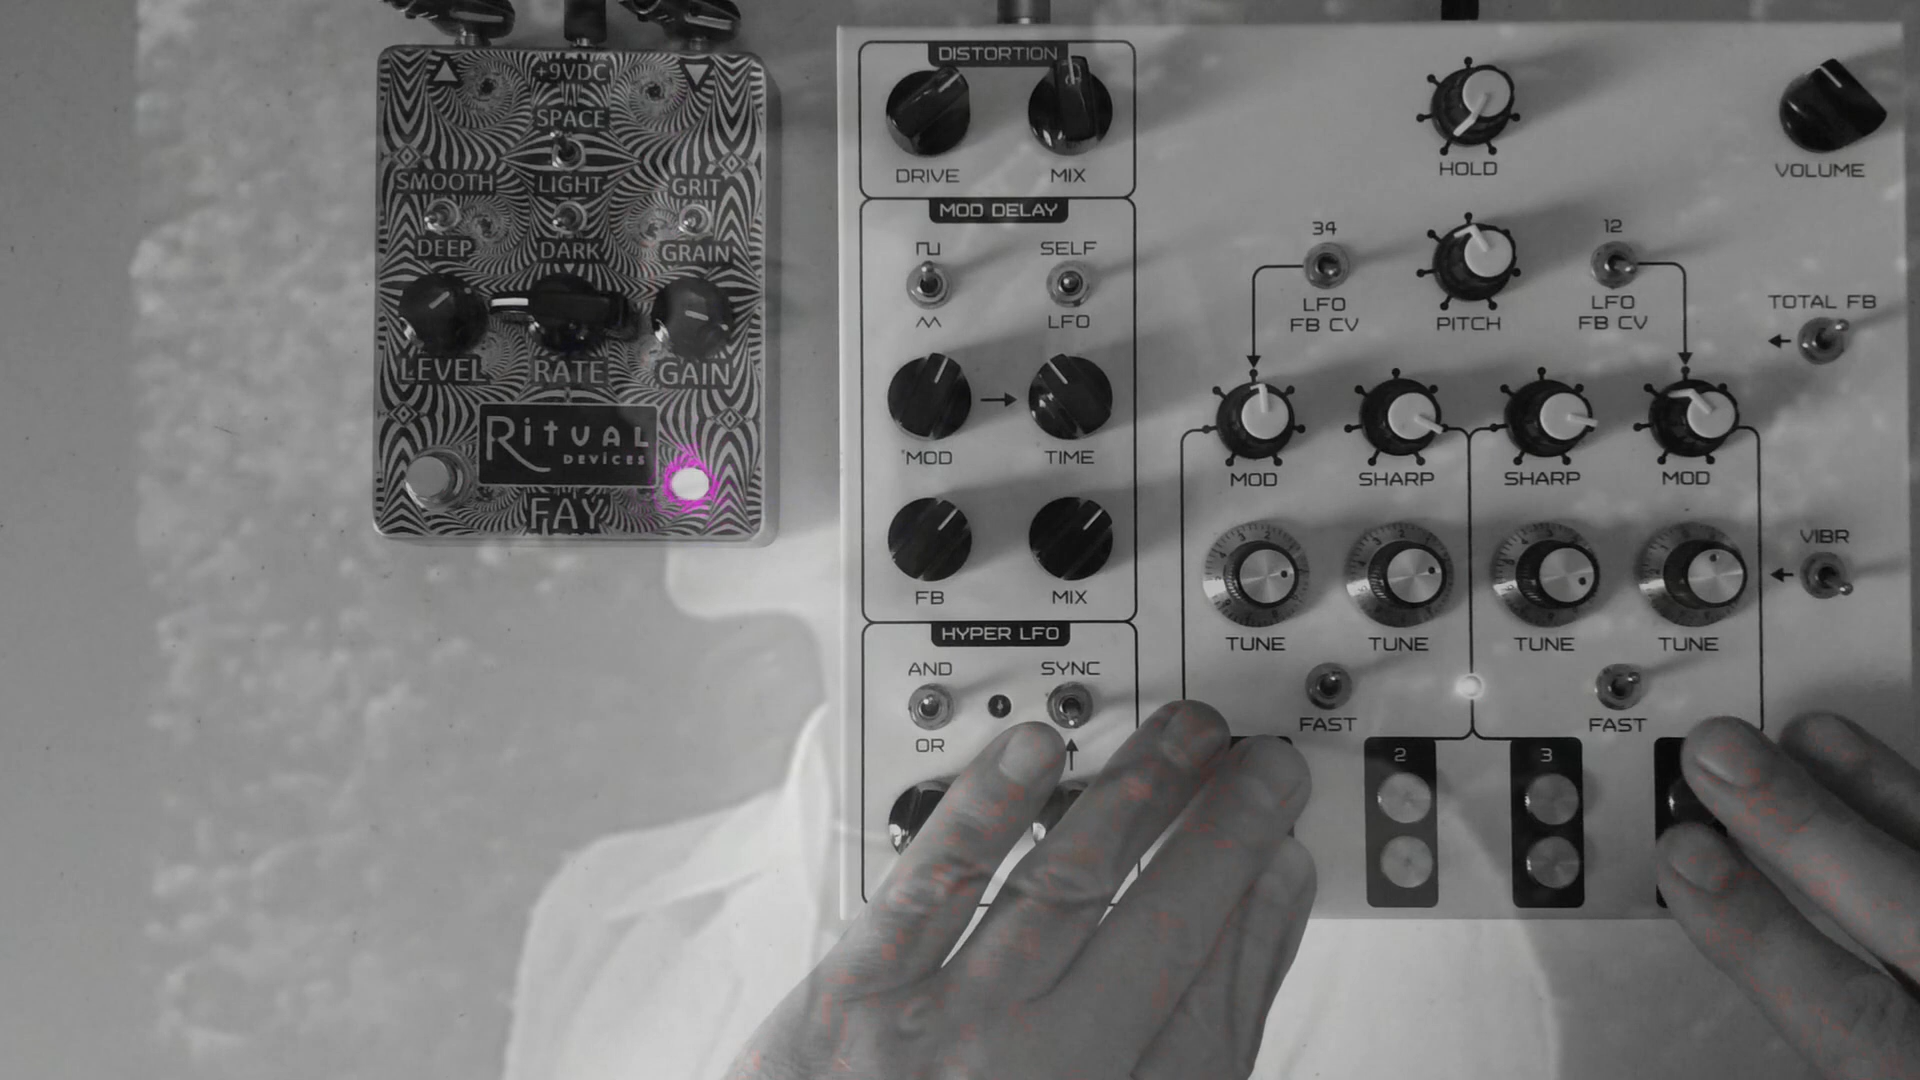 +9VDC
SPACE
SMOOTH LIGHT GRIT
DEEP DARK GRAIN
LEVEL RATE GAIN
RITUAL
DEVICES
FAY
DISTORTION
DRIVE MIX
MOD DELAY
SELF
LFO
MOD TIME
FB MIX
HYPER LFO
AND SYNC
OR
HOLD
VOLUME
34
LFO
FB CV
PITCH
12
LFO
FB CV
TOTAL FB
MOD SHARP SHARP MOD
VIBR
TUNE TUNE TUNE TUNE
FAST FAST
2 3